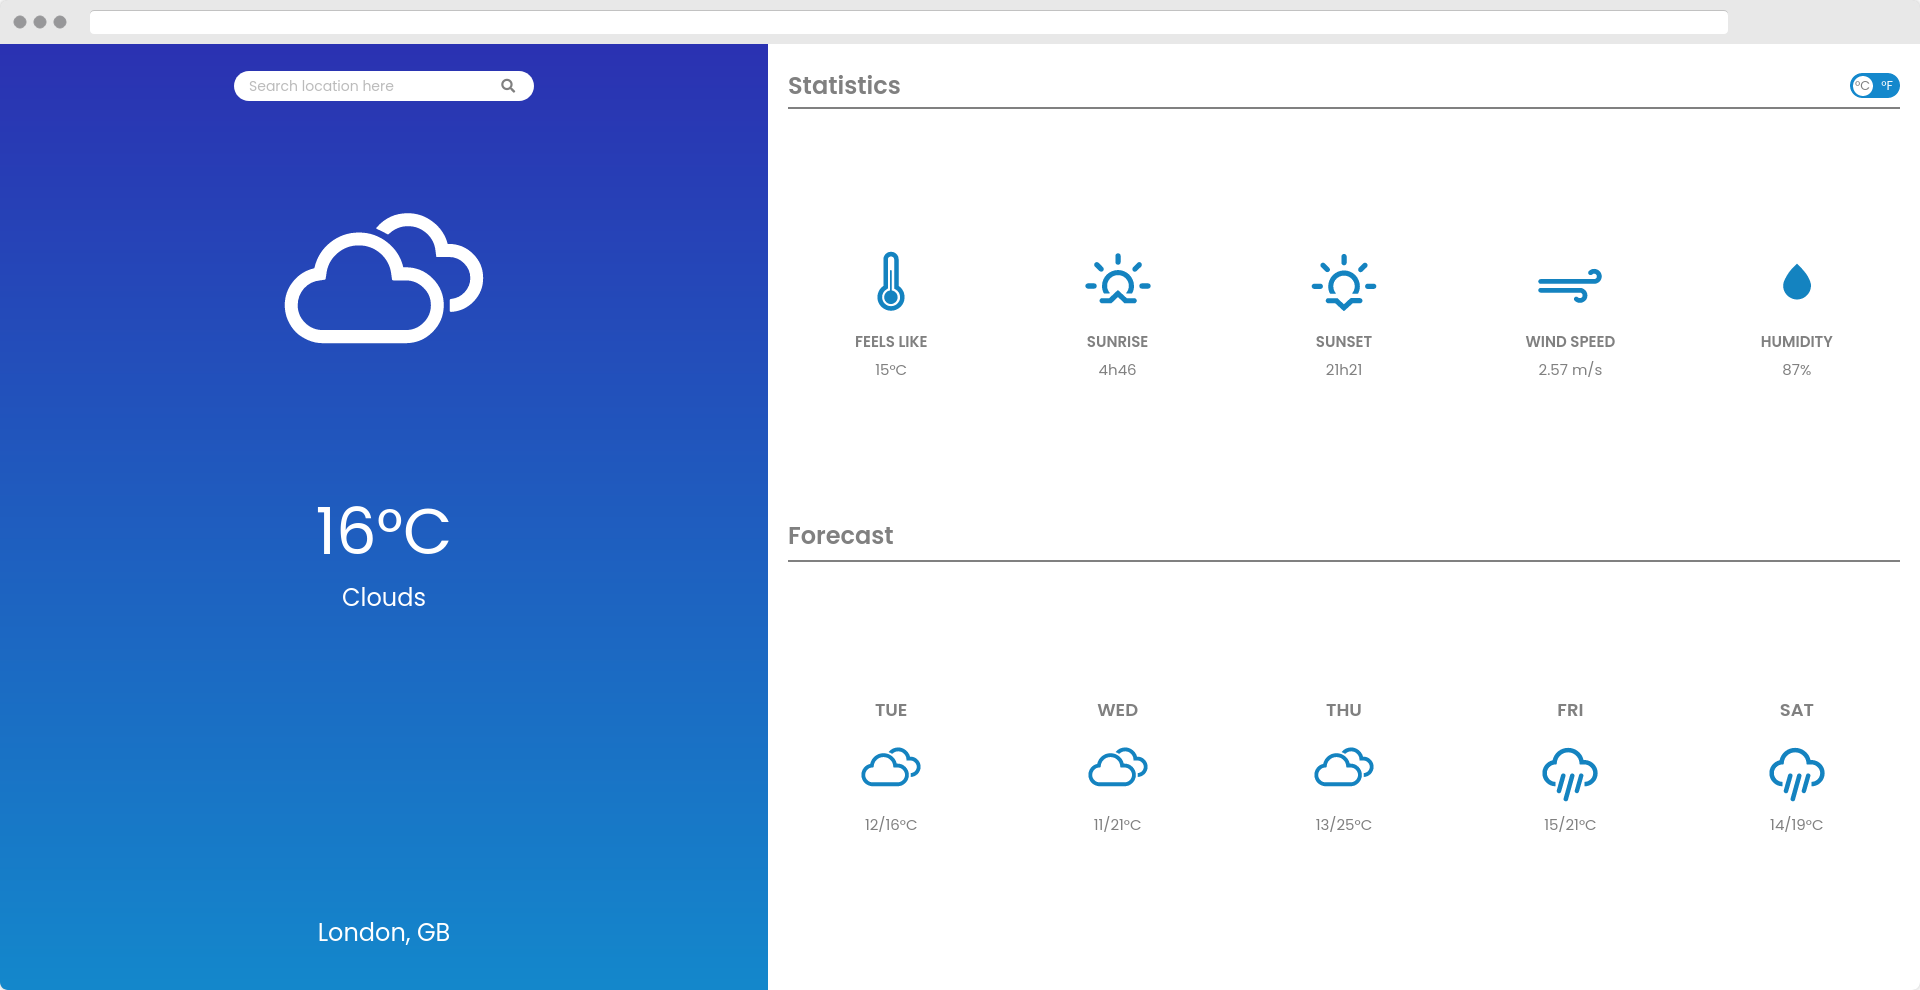 Search location here
16°C
Clouds
London, GB
Statistics
°C °F
FEELS LIKE
15°C
SUNRISE
4h46
SUNSET
21h21
WIND SPEED
2.57 m/s
HUMIDITY
87%
Forecast
TUE
12/16°C
WED
11/21°C
THU
13/25°C
FRI
15/21°C
SAT
14/19°C